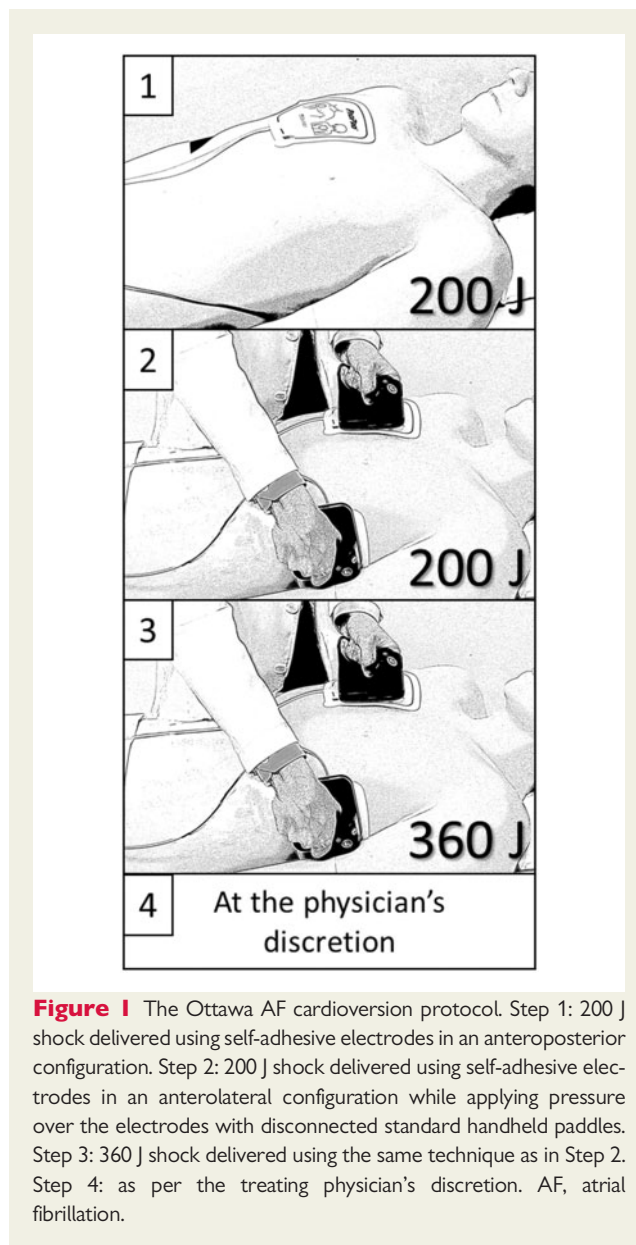 1
200 J
2
200 J
3
360 J
4
At the physician's
discretion
Figure 1 The Ottawa AF cardioversion protocol. Step 1: 200 J
shock delivered using self-adhesive electrodes in an anteroposterior
configuration. Step 2: 200 J shock delivered using self-adhesive elec-
trodes in an anterolateral configuration while applying pressure
over the electrodes with disconnected standard handheld paddles.
Step 3: 360 J shock delivered using the same technique as in Step 2.
Step 4: as per the treating physician's discretion. AF, atrial
fibrillation.